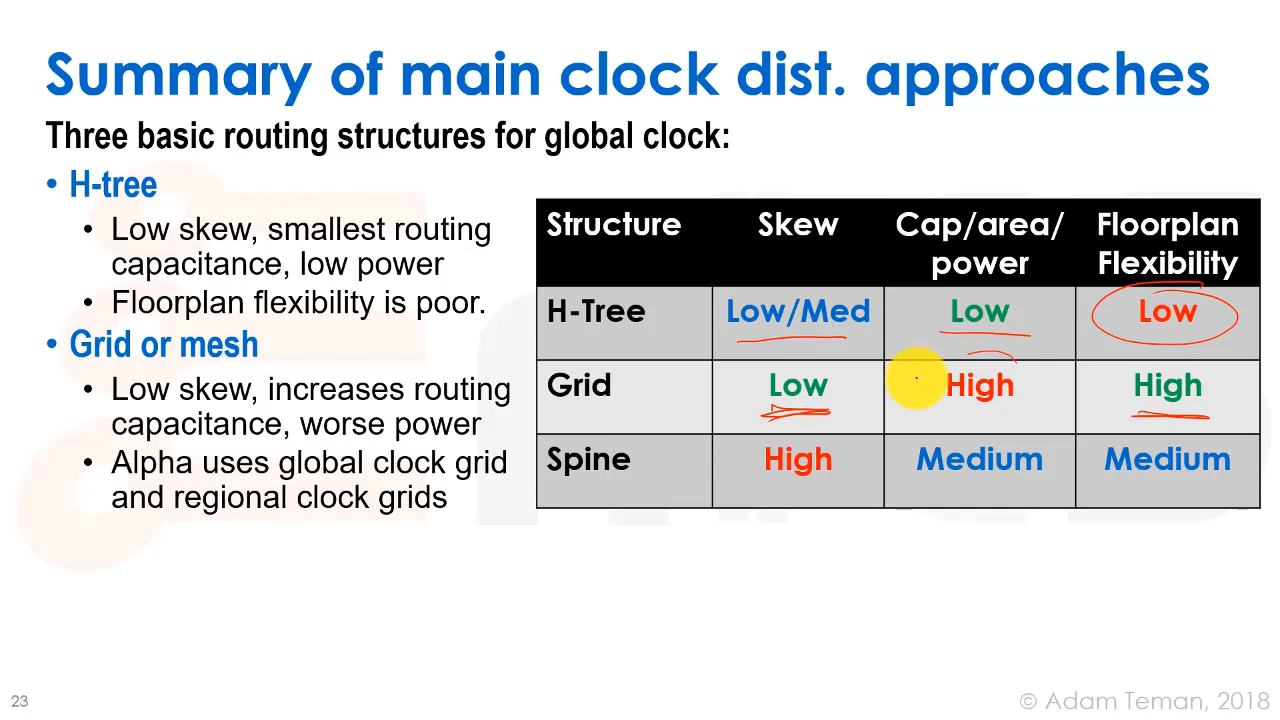 Summary of main clock dist. approaches
Three basic routing structures for global clock:
• H-tree
• Low skew, smallest routing
capacitance, low power
• Floorplan flexibility is poor.
• Grid or mesh
• Low skew, increases routing
capacitance, worse power
• Alpha uses global clock grid
and regional clock grids
Structure Skew Cap/area/ power Floorplan Flexibility
H-Tree Low/Med Low Low
Grid Low High High
Spine High Medium Medium
23
© Adam Teman, 2018